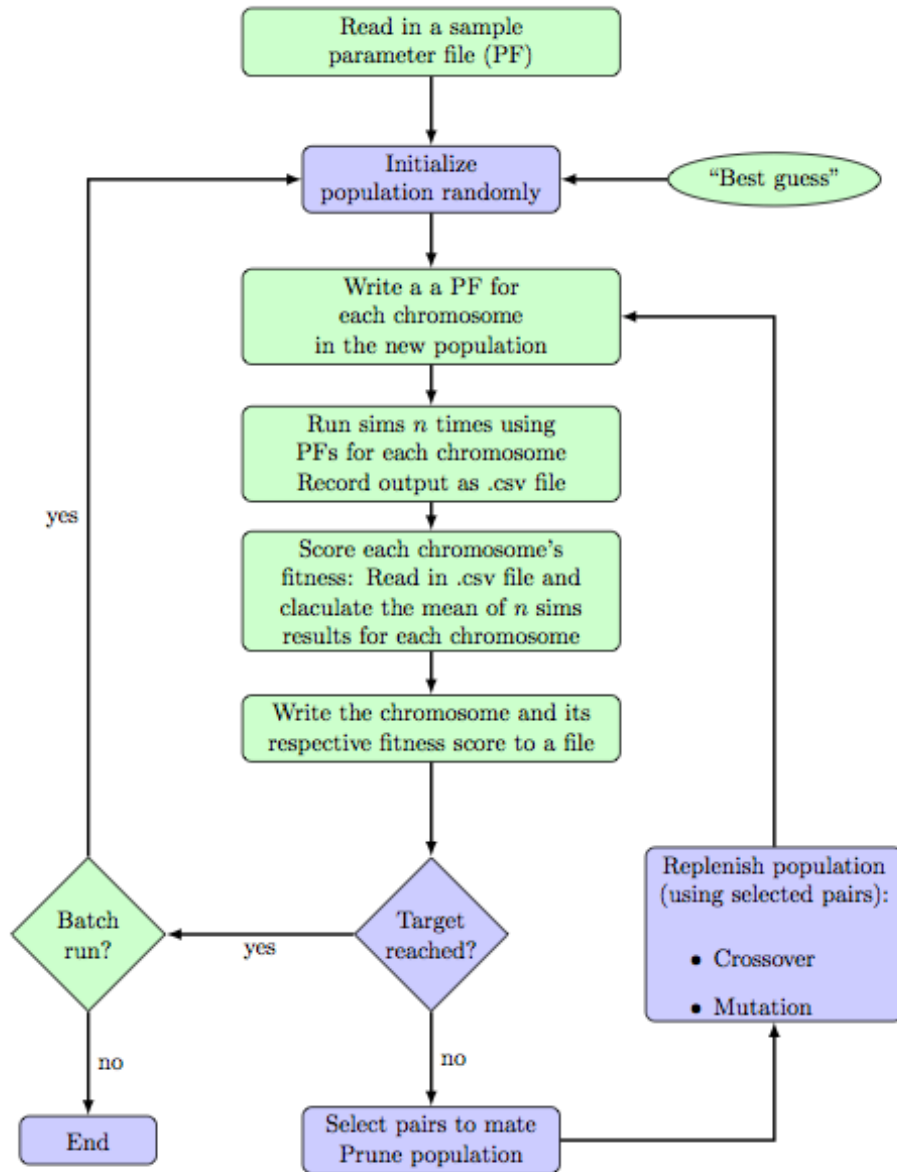 Read in a sample
parameter file (PF)
Initialize
population randomly
“Best guess”
Write a a PF for
each chromosome
in the new population
Run sims n times using
PFs for each chromosome
Record output as .csv file
yes
Score each chromosome's
fitness: Read in .csv file and
claculate the mean of n sims
results for each chromosome
Write the chromosome and its
respective fitness score to a file
Batch
run?
yes
Target
reached?
Replenish population
(using selected pairs):
• Crossover
• Mutation
no
no
End
Select pairs to mate
Prune population